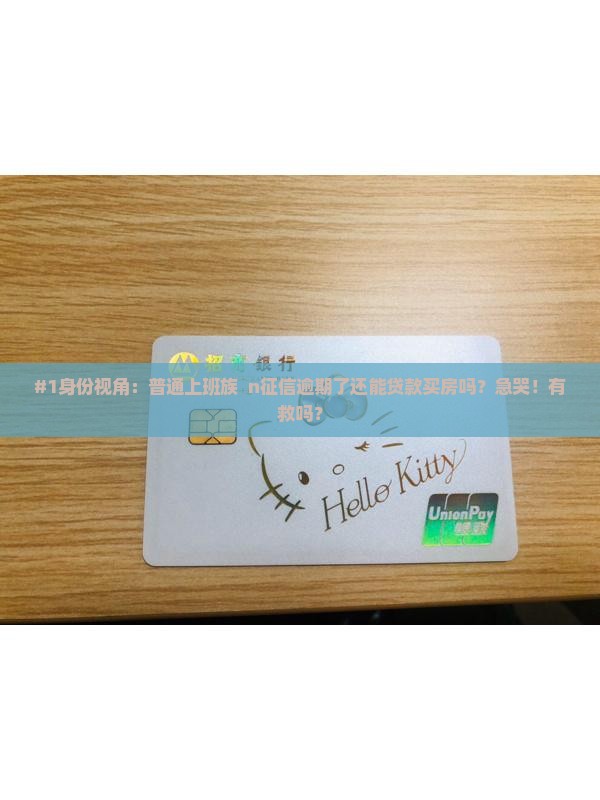 招商银行
#1身份视角：普通上班族 n征信逾期了还能贷款买房吗？急哭！有
救吗？
Hello Kitty
UnionPay
银联